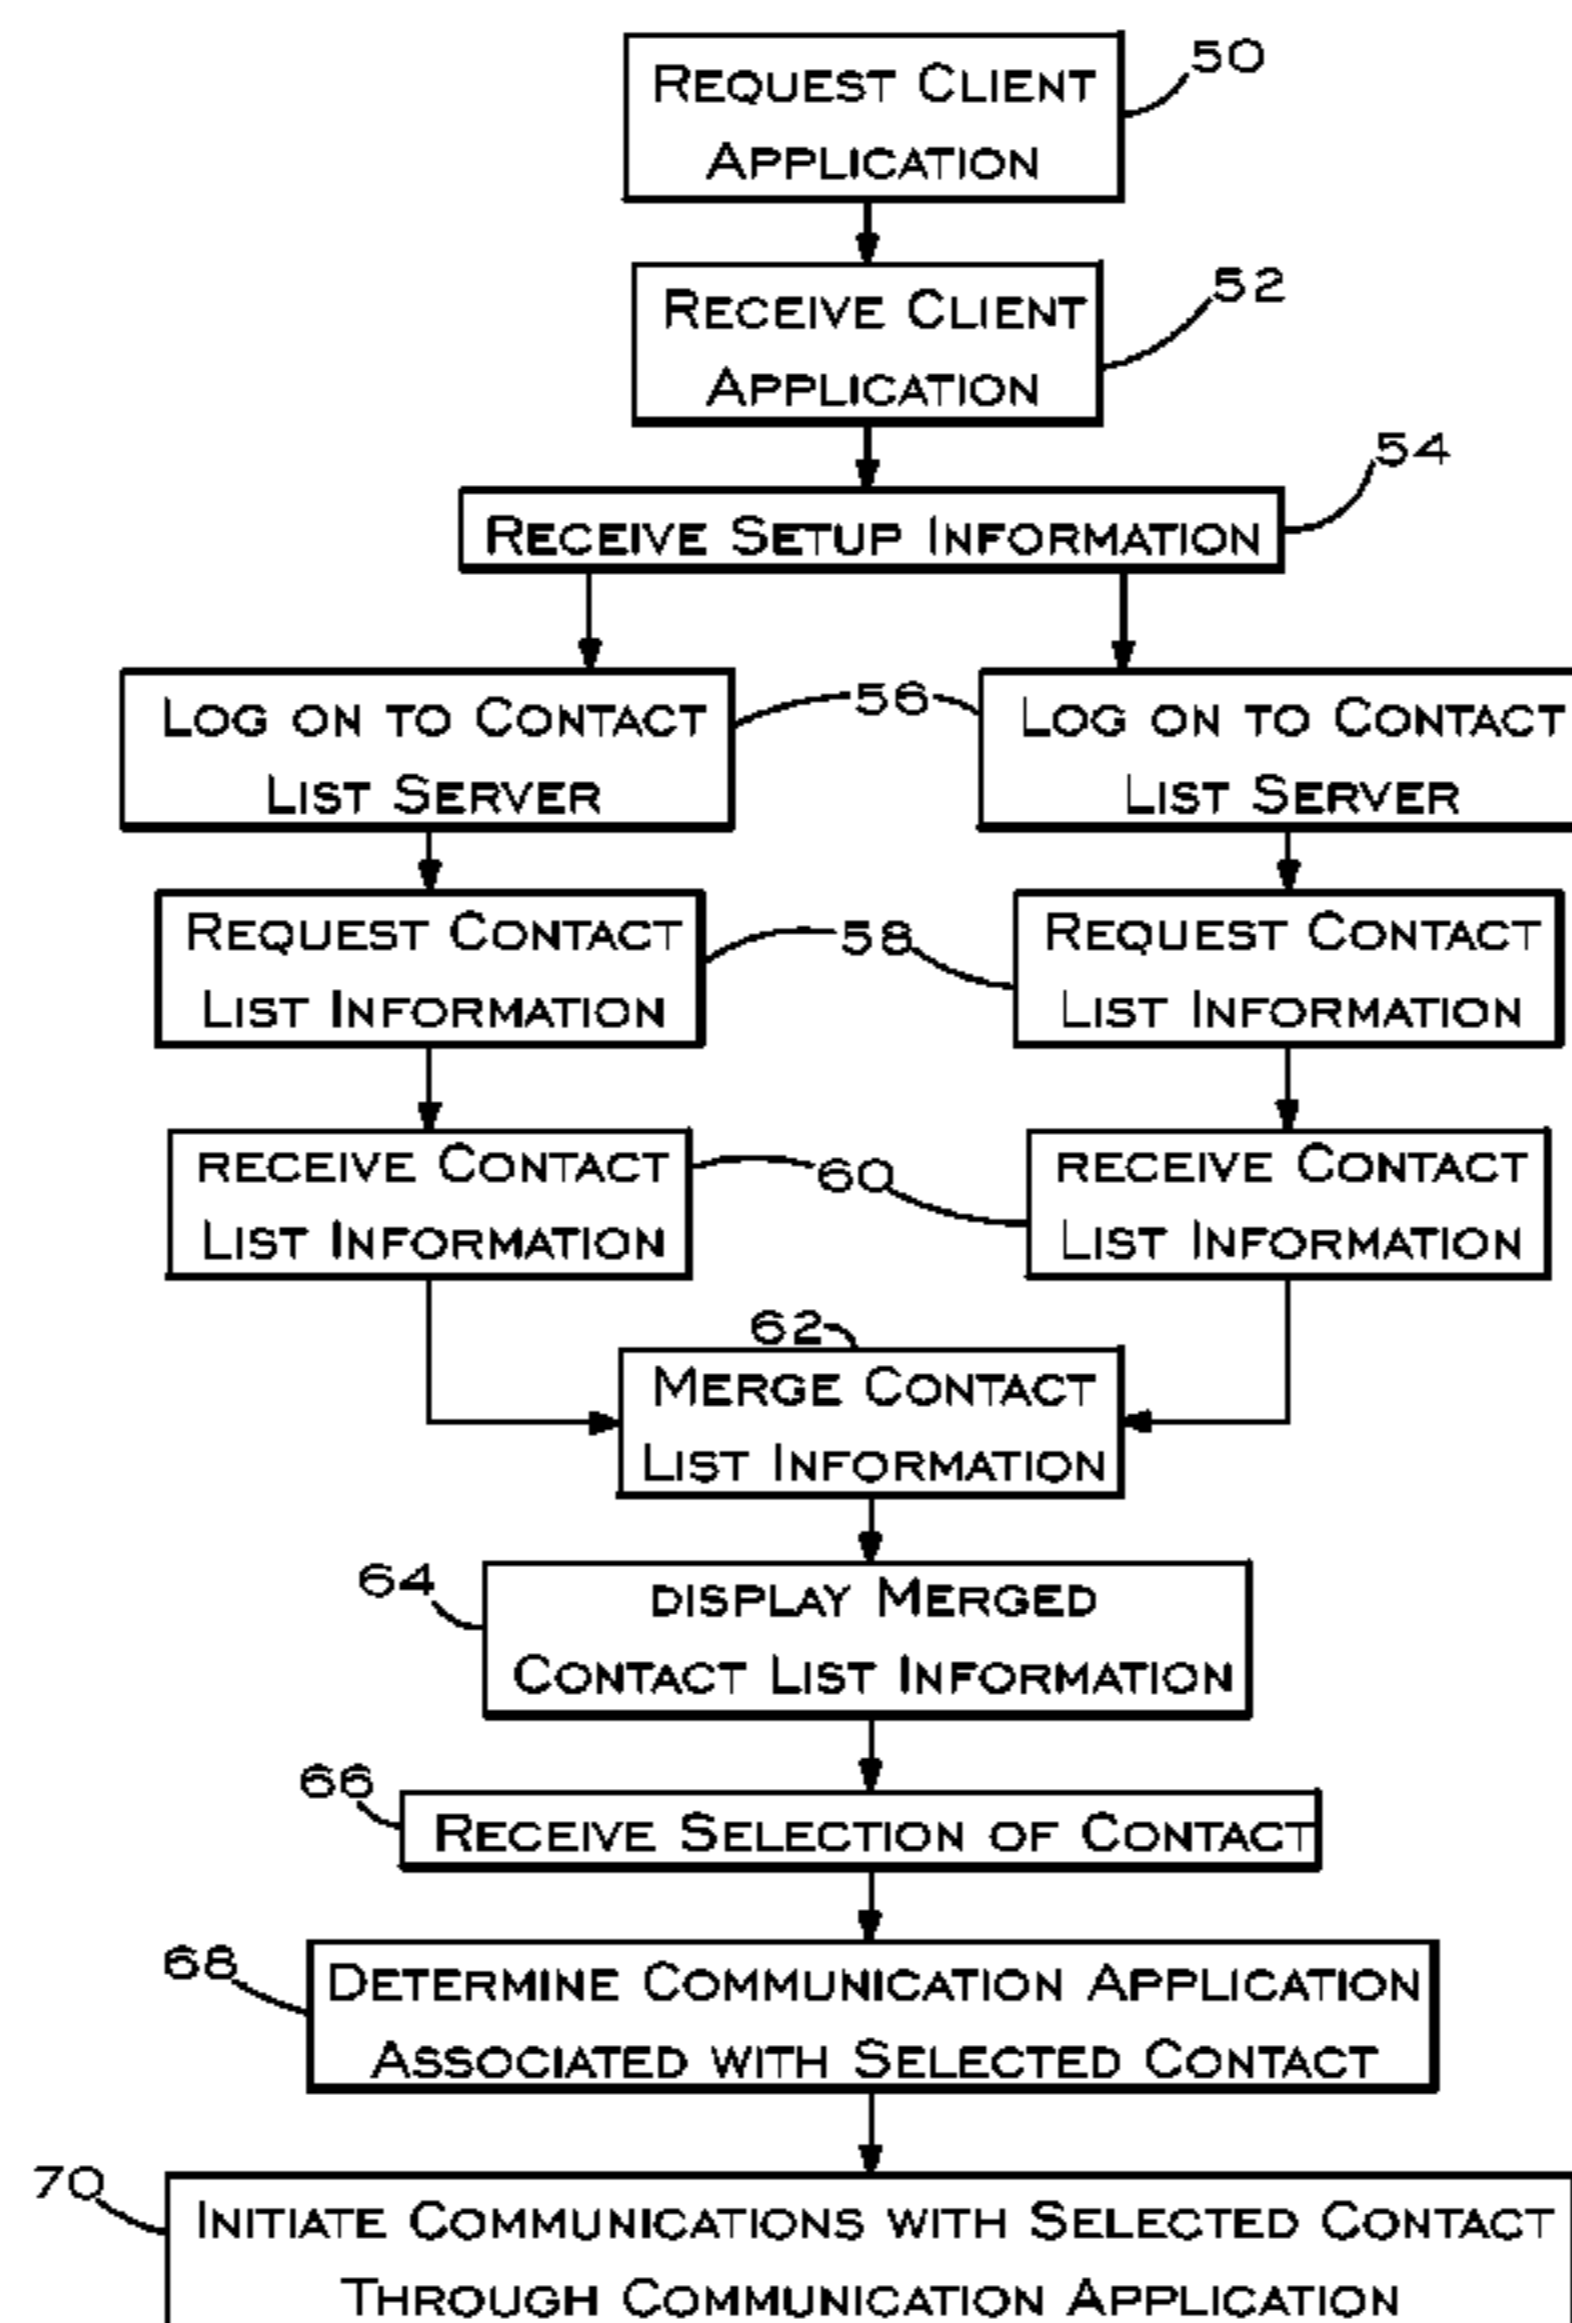 Request Client
Application
50
Receive Client
Application
52
Receive Setup Information
54
Log on to Contact
List Server
56
Log on to Contact
List Server
Request Contact
List Information
58
Request Contact
List Information
receive Contact
List Information
60
receive Contact
List Information
62
Merge Contact
List Information
64
display Merged
Contact List Information
66
Receive Selection of Contact
68
Determine Communication Application
Associated with Selected Contact
70
Initiate Communications with Selected Contact
Through Communication Application